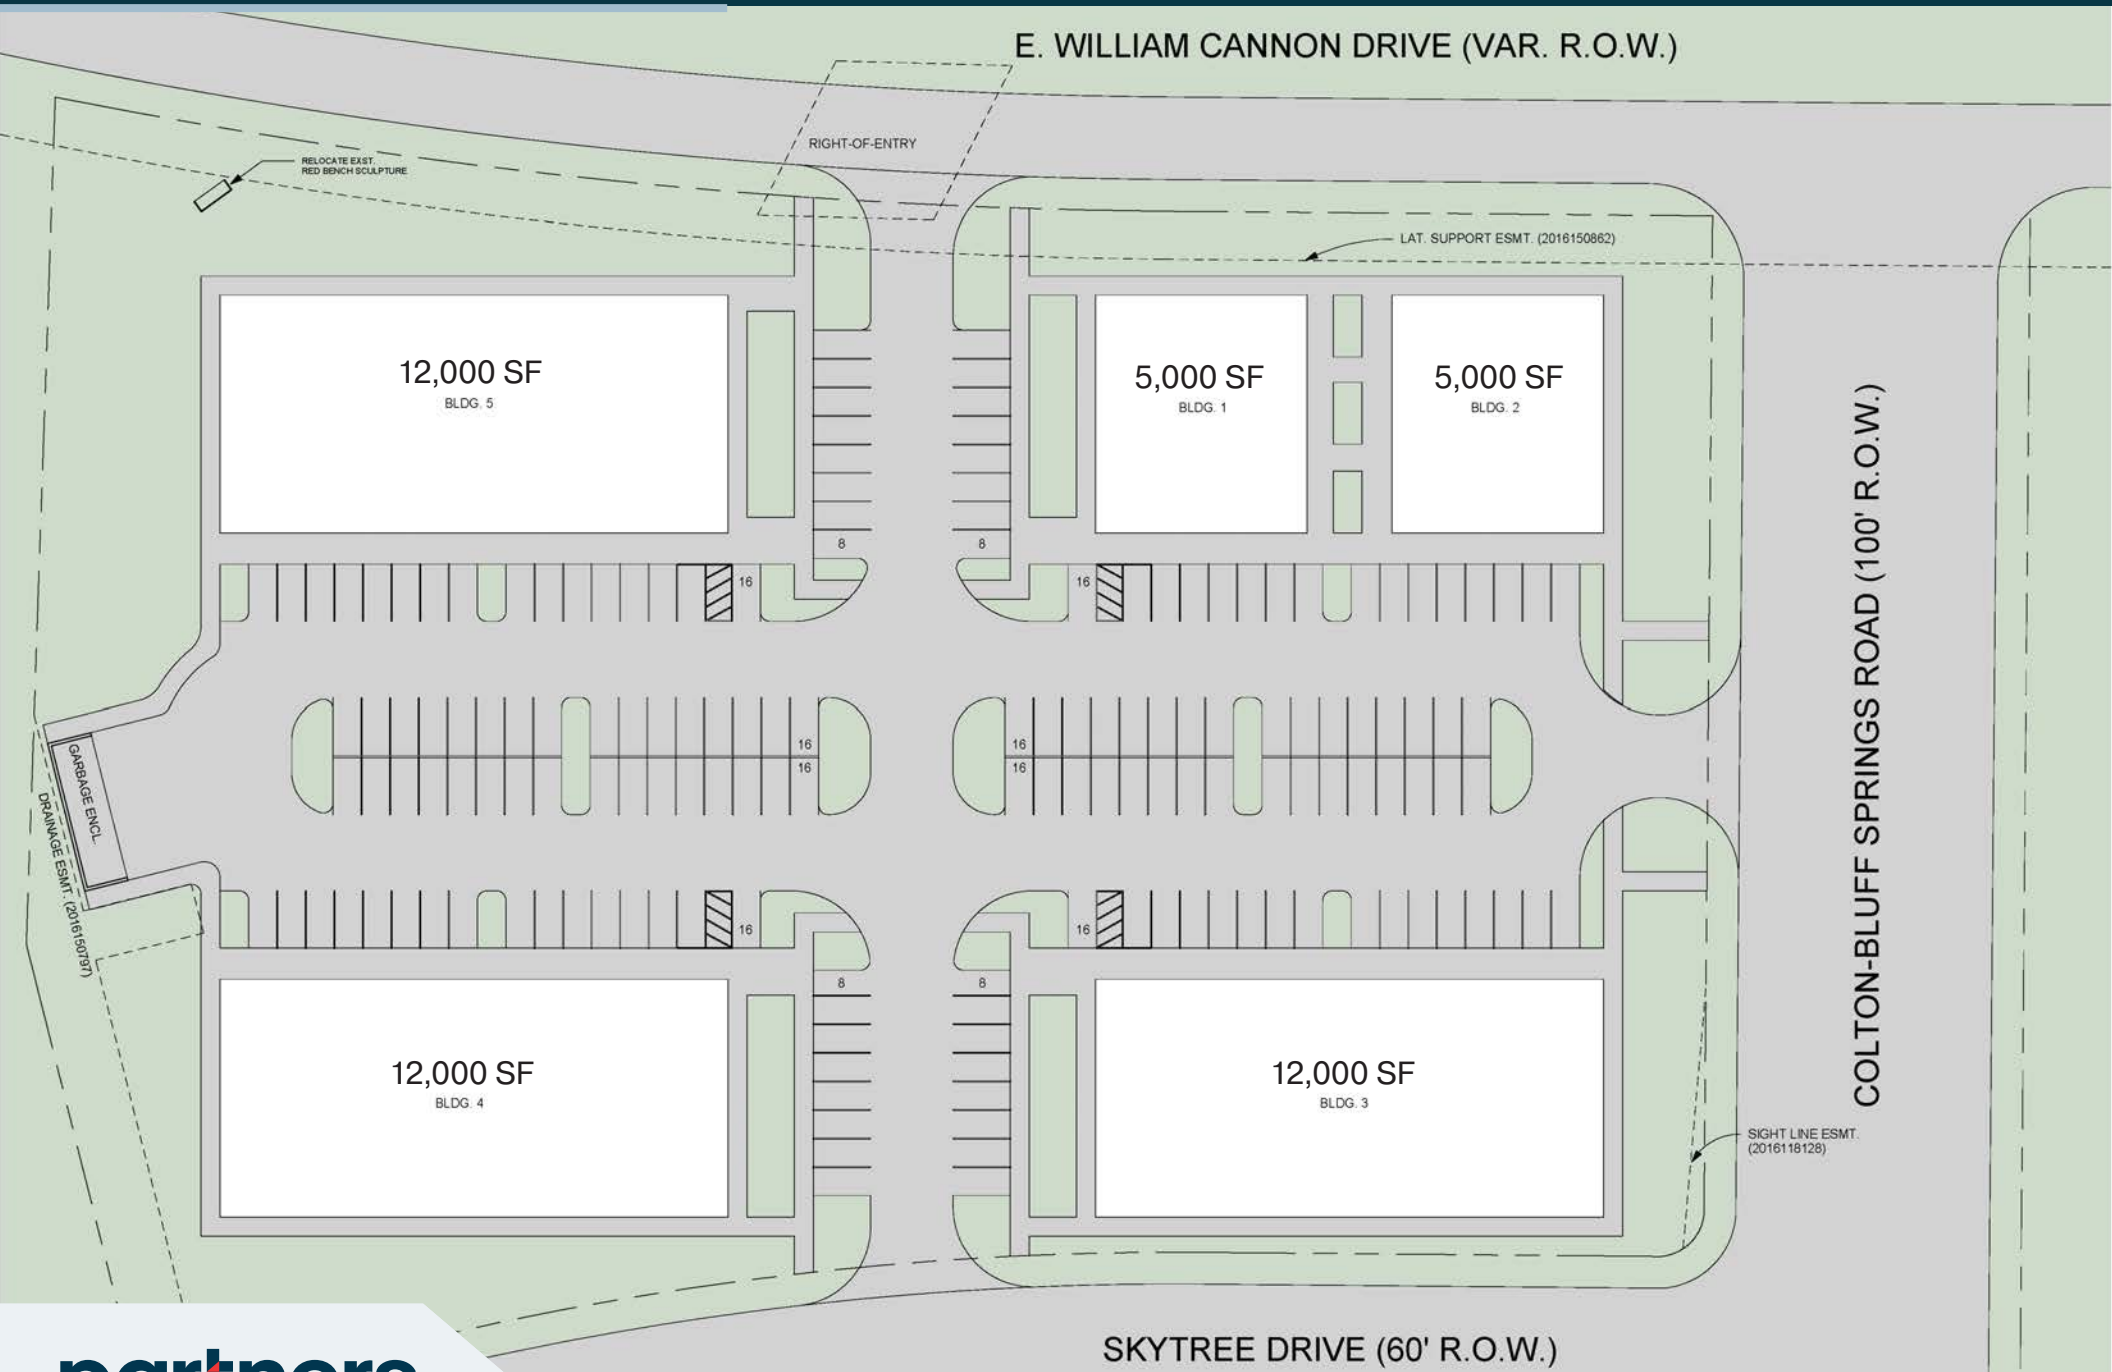 E. WILLIAM CANNON DRIVE (VAR. R.O.W.)
RIGHT-OF-ENTRY
RELOCATE EXST.
RED BENCH SCULPTURE
LAT. SUPPORT ESMT. (2016150862)
12,000 SF
BLDG. 5
5,000 SF
BLDG. 1
5,000 SF
BLDG. 2
8
8
16
16
COLTON-BLUFF SPRINGS ROAD (100' R.O.W.)
16
16
16
16
GARBAGE ENCL.
DRAINAGE ESMT. (2016150797)
16
16
8
8
12,000 SF
BLDG. 4
12,000 SF
BLDG. 3
SIGHT LINE ESMT.
(2016118128)
SKYTREE DRIVE (60' R.O.W.)
partners